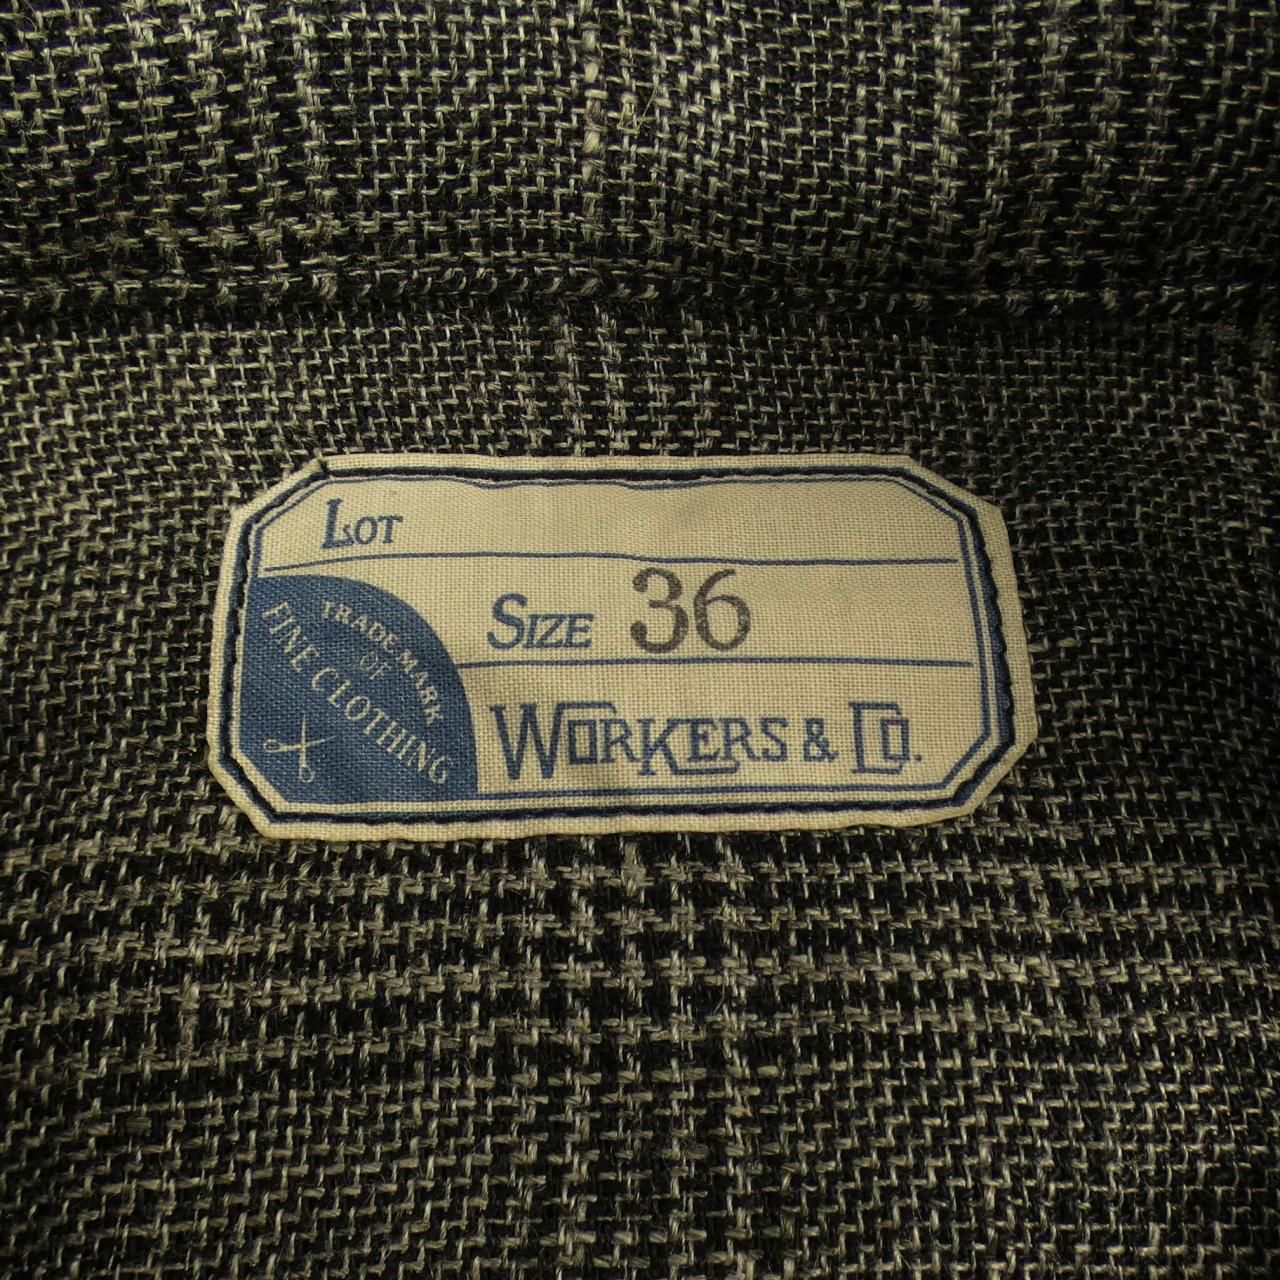 LOT
SIZE 36
TRADE MARK
OF
FINE CLOTHING
WORKERS & CO.